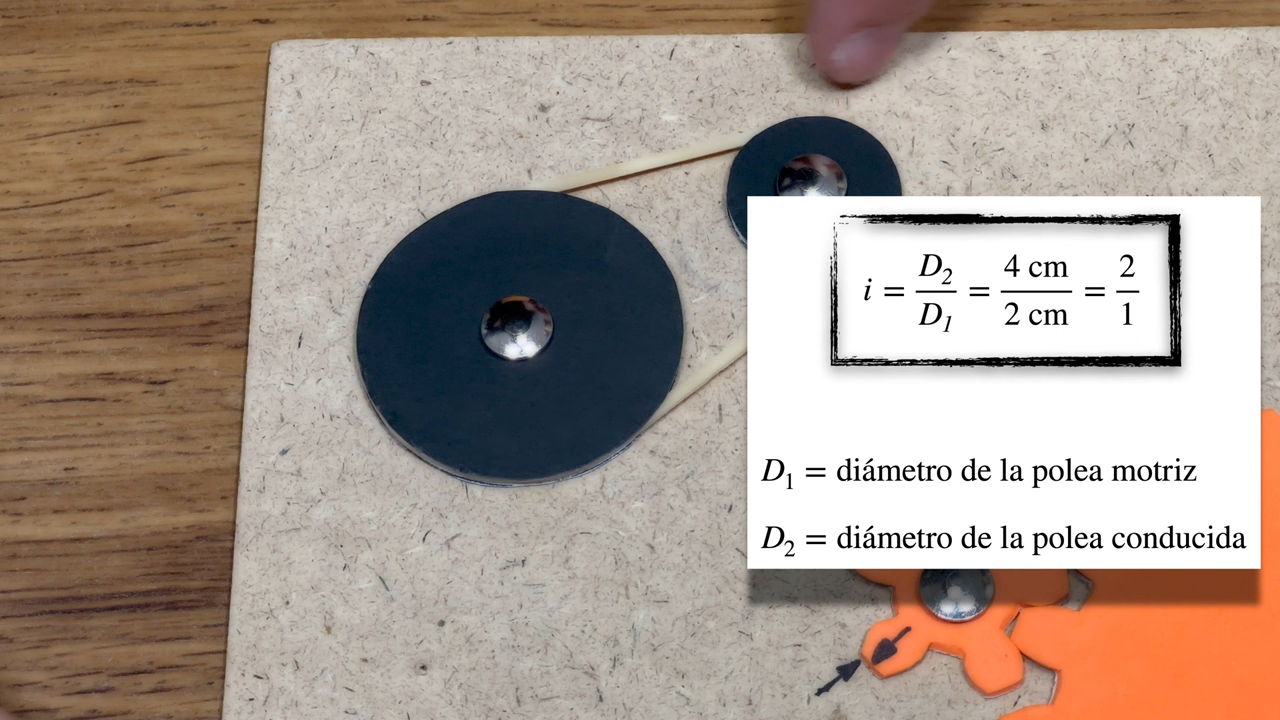 i = D₂/D₁ = 4 cm/2 cm = 2/1
D₁ = diámetro de la polea motriz
D₂ = diámetro de la polea conducida